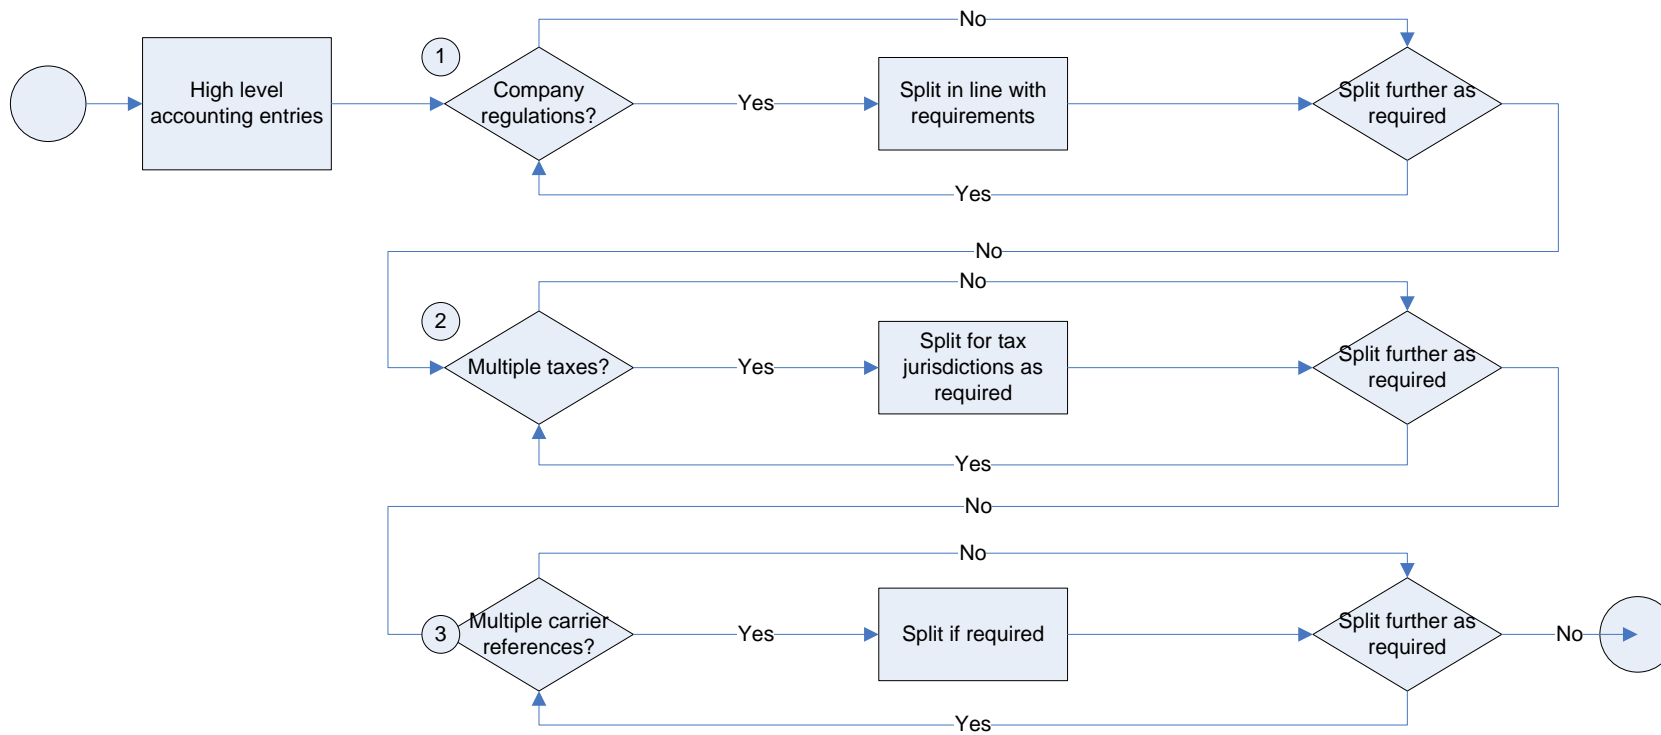 No
1
High level
accounting entries
Company
regulations?
Yes
Split in line with
requirements
Split further as
required
Yes
No
No
2
Multiple taxes?
Yes
Split for tax
jurisdictions as
required
Split further as
required
Yes
No
No
3
Multiple carrier
references?
Yes
Split if required
Split further as
required
No
Yes